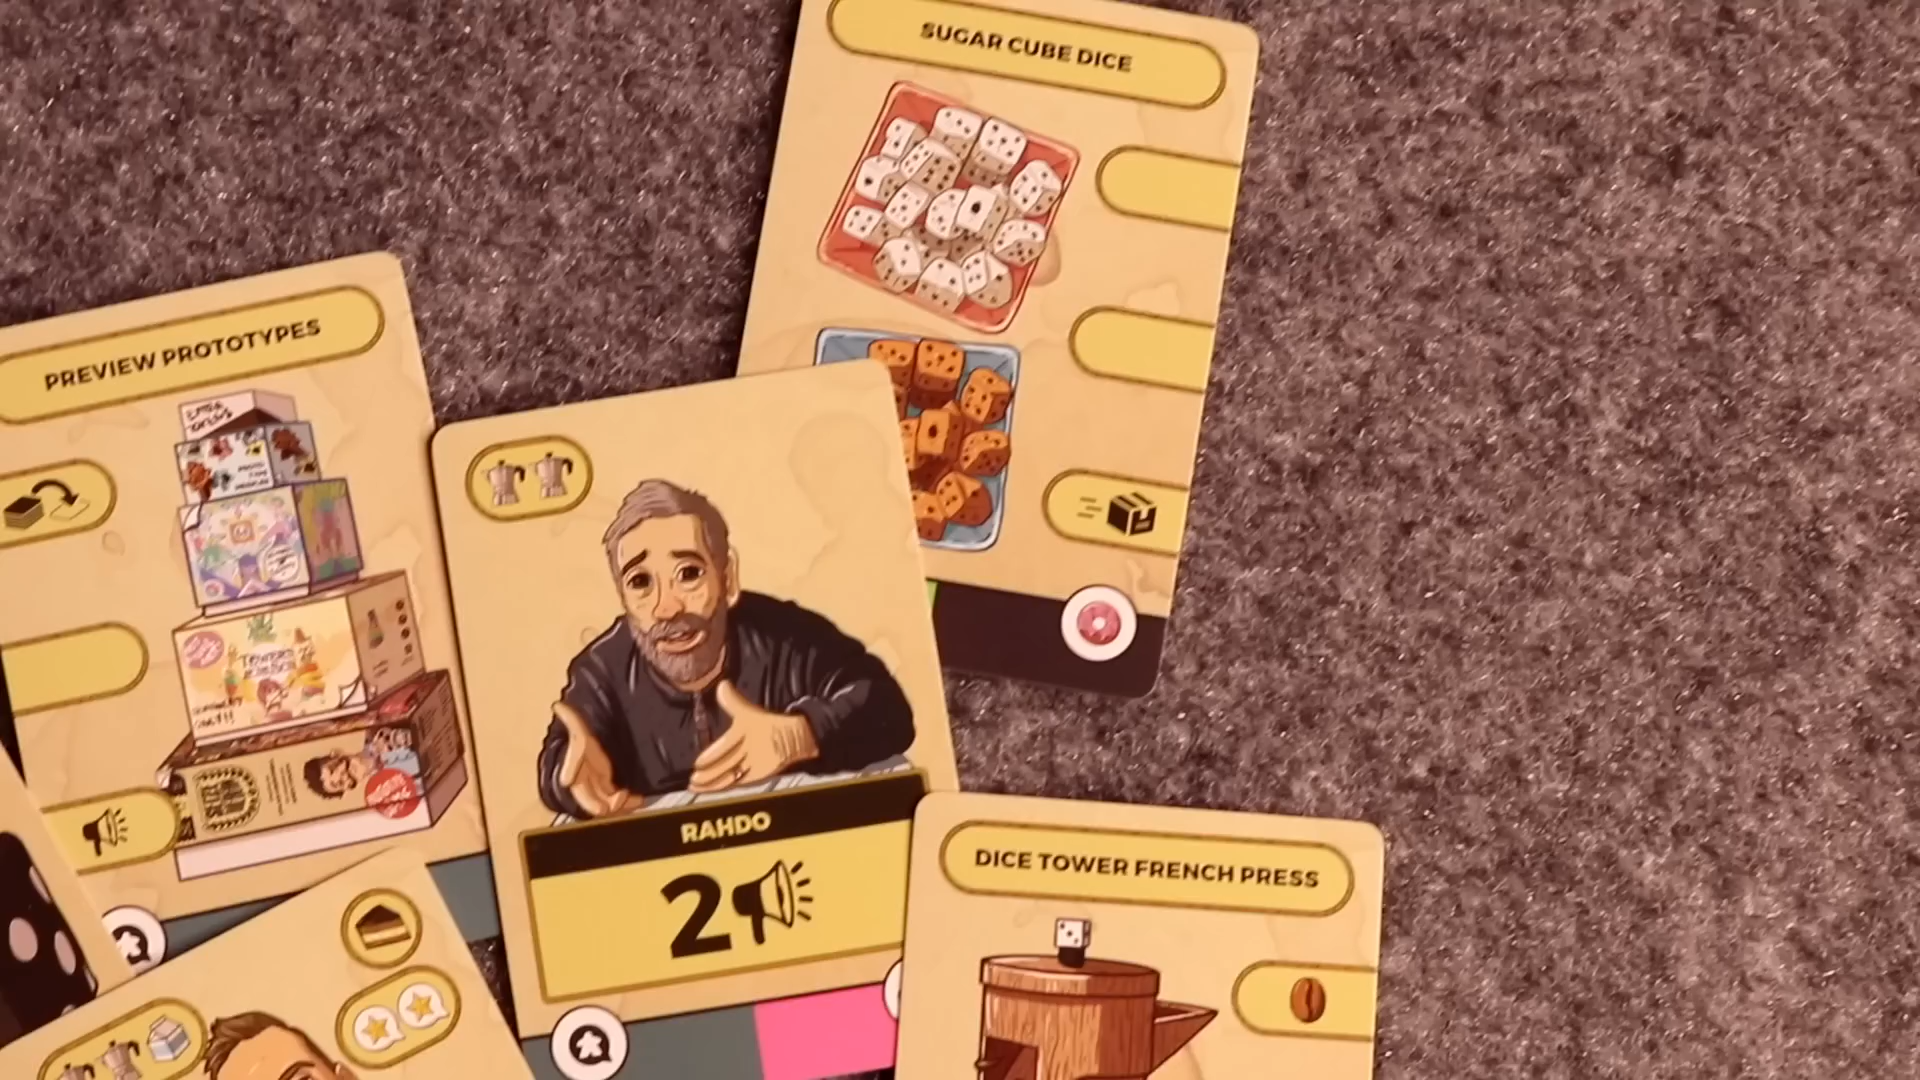 SUGAR CUBE DICE
PREVIEW PROTOTYPES
RAHDO
2
DICE TOWER FRENCH PRESS